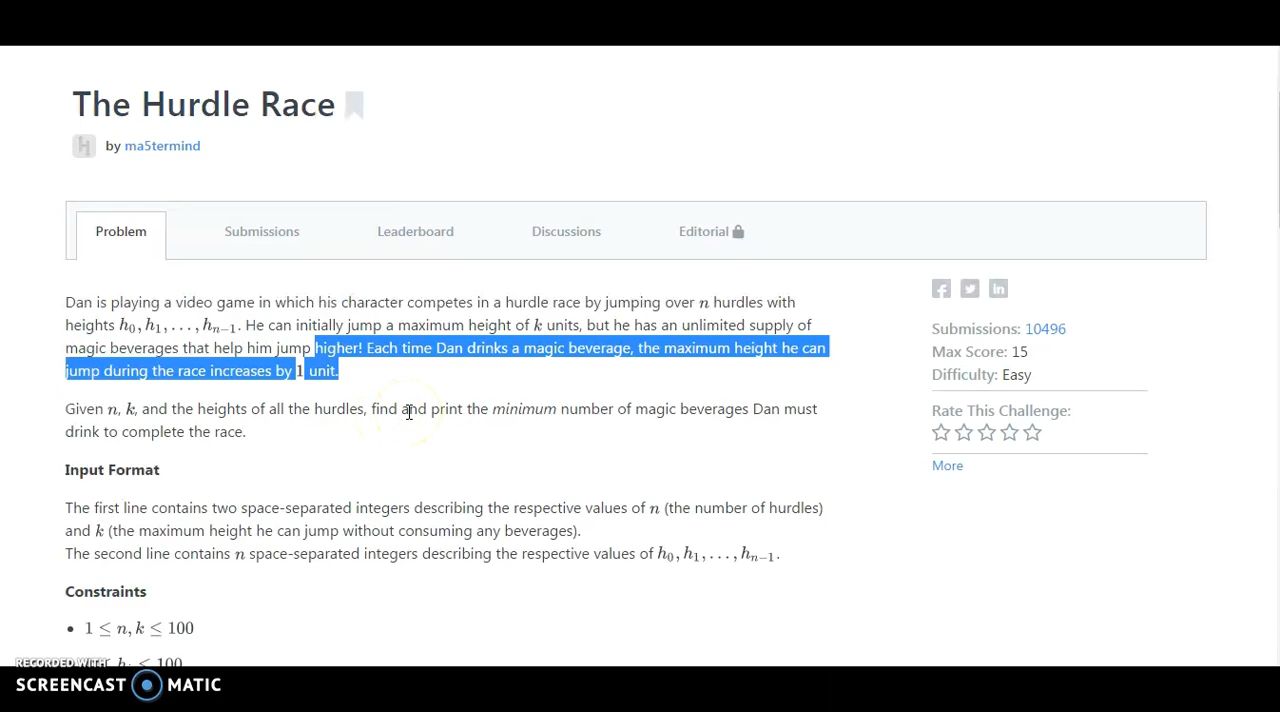 The Hurdle Race
by ma5termind
Problem Submissions Leaderboard Discussions Editorial
Dan is playing a video game in which his character competes in a hurdle race by jumping over n hurdles with
heights h₀, h₁, . . . , hₙ₋₁. He can initially jump a maximum height of k units, but he has an unlimited supply of
magic beverages that help him jump higher! Each time Dan drinks a magic beverage, the maximum height he can
jump during the race increases by 1 unit.
Given n, k, and the heights of all the hurdles, find and print the minimum number of magic beverages Dan must
drink to complete the race.
Input Format
The first line contains two space-separated integers describing the respective values of n (the number of hurdles)
and k (the maximum height he can jump without consuming any beverages).
The second line contains n space-separated integers describing the respective values of h₀, h₁, . . . , hₙ₋₁.
Constraints
• 1 ≤ n, k ≤ 100
hᵢ ≤ 100
Submissions: 10496
Max Score: 15
Difficulty: Easy
Rate This Challenge:
More
RECORDED WITH
SCREENCAST MATIC